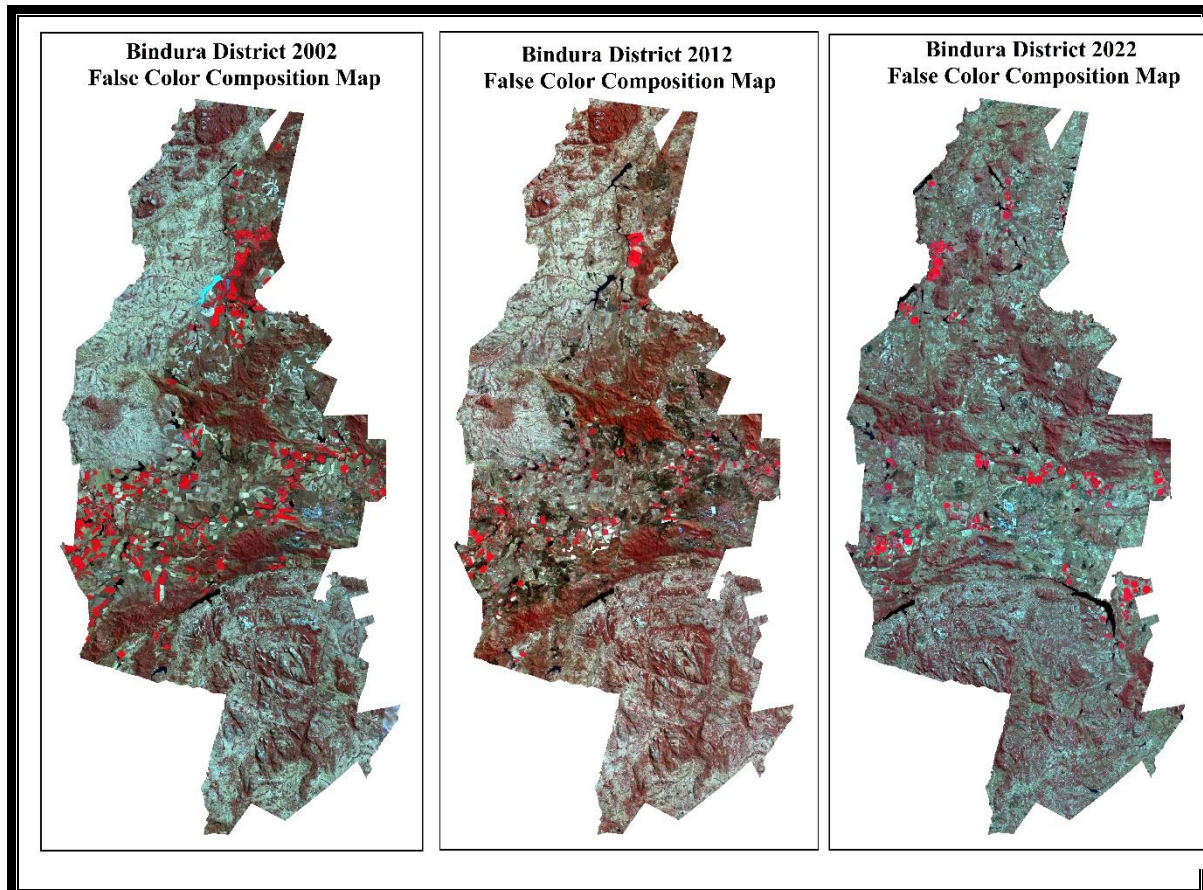 Bindura District 2002
False Color Composition Map
Bindura District 2012
False Color Composition Map
Bindura District 2022
False Color Composition Map